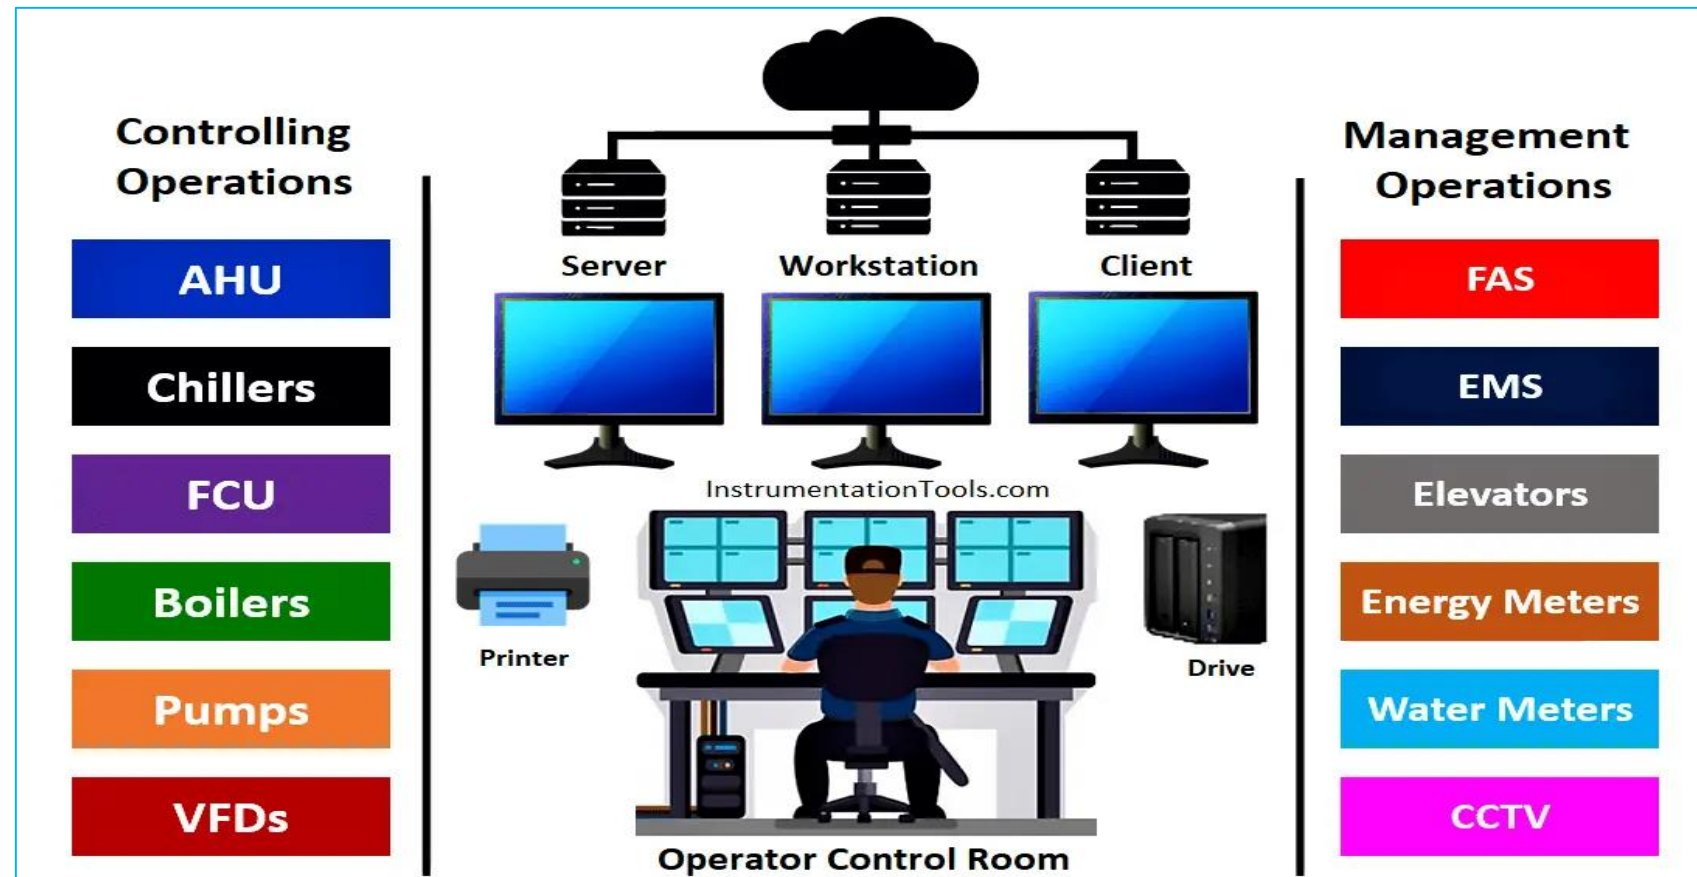 Controlling
Operations
AHU
Chillers
FCU
Boilers
Pumps
VFDs
Server
Workstation
Client
InstrumentationTools.com
Printer
Drive
Operator Control Room
Management
Operations
FAS
EMS
Elevators
Energy Meters
Water Meters
CCTV